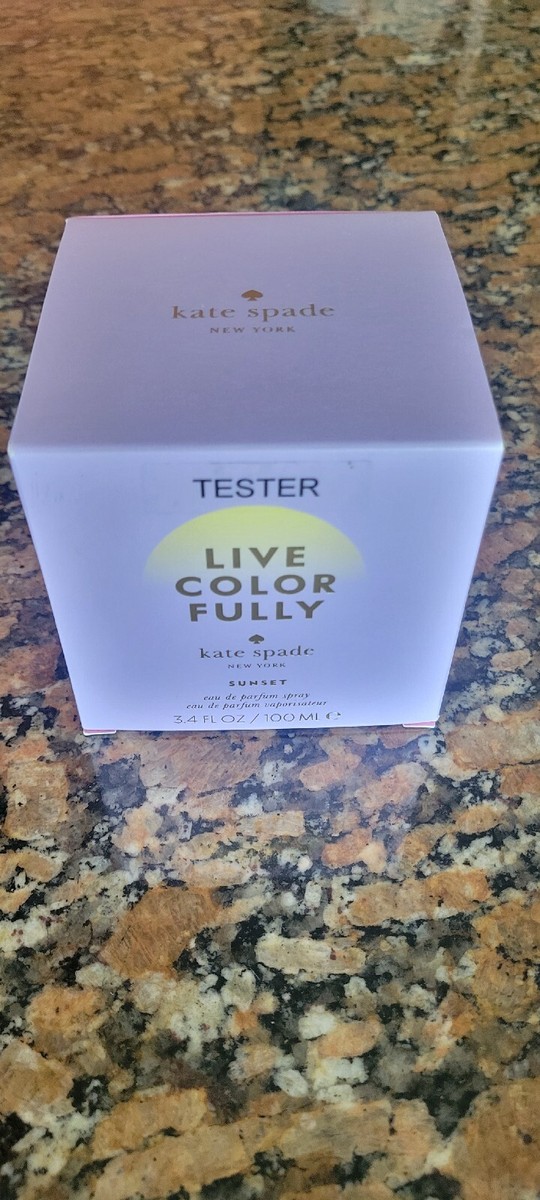 kate spade
NEW YORK
TESTER
LIVE
COLOR
FULLY
kate spade
NEW YORK
SUNSET
eau de parfum spray
eau de parfum vaporisateur
3.4 FL OZ / 100 ML ℮